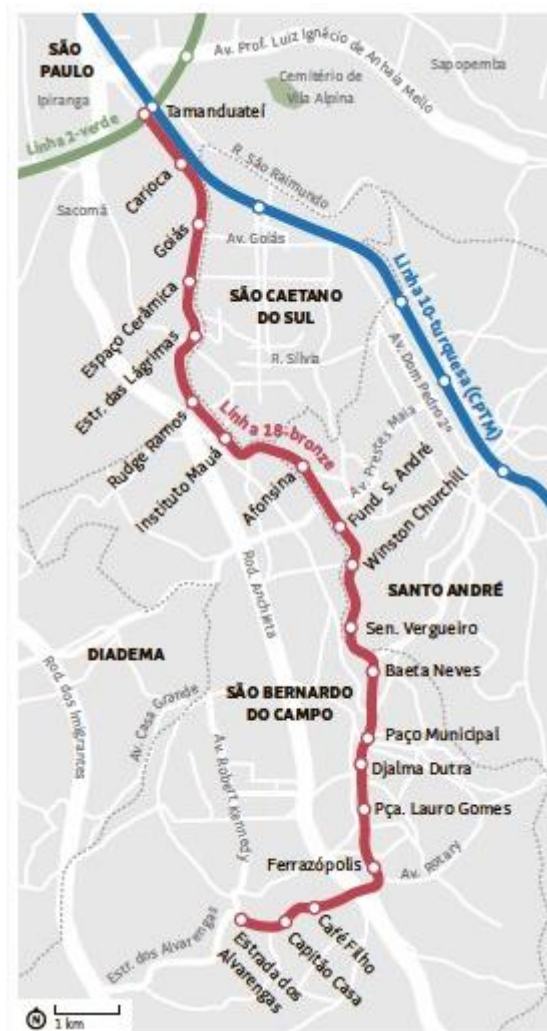 SÃO
PAULO
Av. Prof. Luiz Ignácio de
Anhaia Mello
Sapopemba
Cemitério de
Vila Alpina
Ipiranga
Linha 2-verde
Tamanduateí
R. São Raimundo
Carioca
Sacomã
Goiás
Av. Goiás
Linha 10-turquesa (CPTM)
Espaço Cerâmica
SÃO CAETANO
DO SUL
Av. Dom Pedro 2º
Estr. das Lágrimas
R. Silvia
Rudge Ramos
Linha 18-bronze
Instituto Mauá
Av. Prestes Maia
Afonsina
Fund. S. André
Winston Churchill
Rod. Anchieta
SANTO ANDRÉ
Sen. Vergueiro
DIADEMA
Baeta Neves
Rod. dos Imigrantes
Av. Casa Grande
SÃO BERNARDO
DO CAMPO
Paço Municipal
Djalma Dutra
Av. Robert Kennedy
Pça. Lauro Gomes
Ferrazópolis
Av. Rotary
Café Filho
Capitão Casa
Estrada dos
Alvarengas
Estr. dos Alvarengas
N
1 km